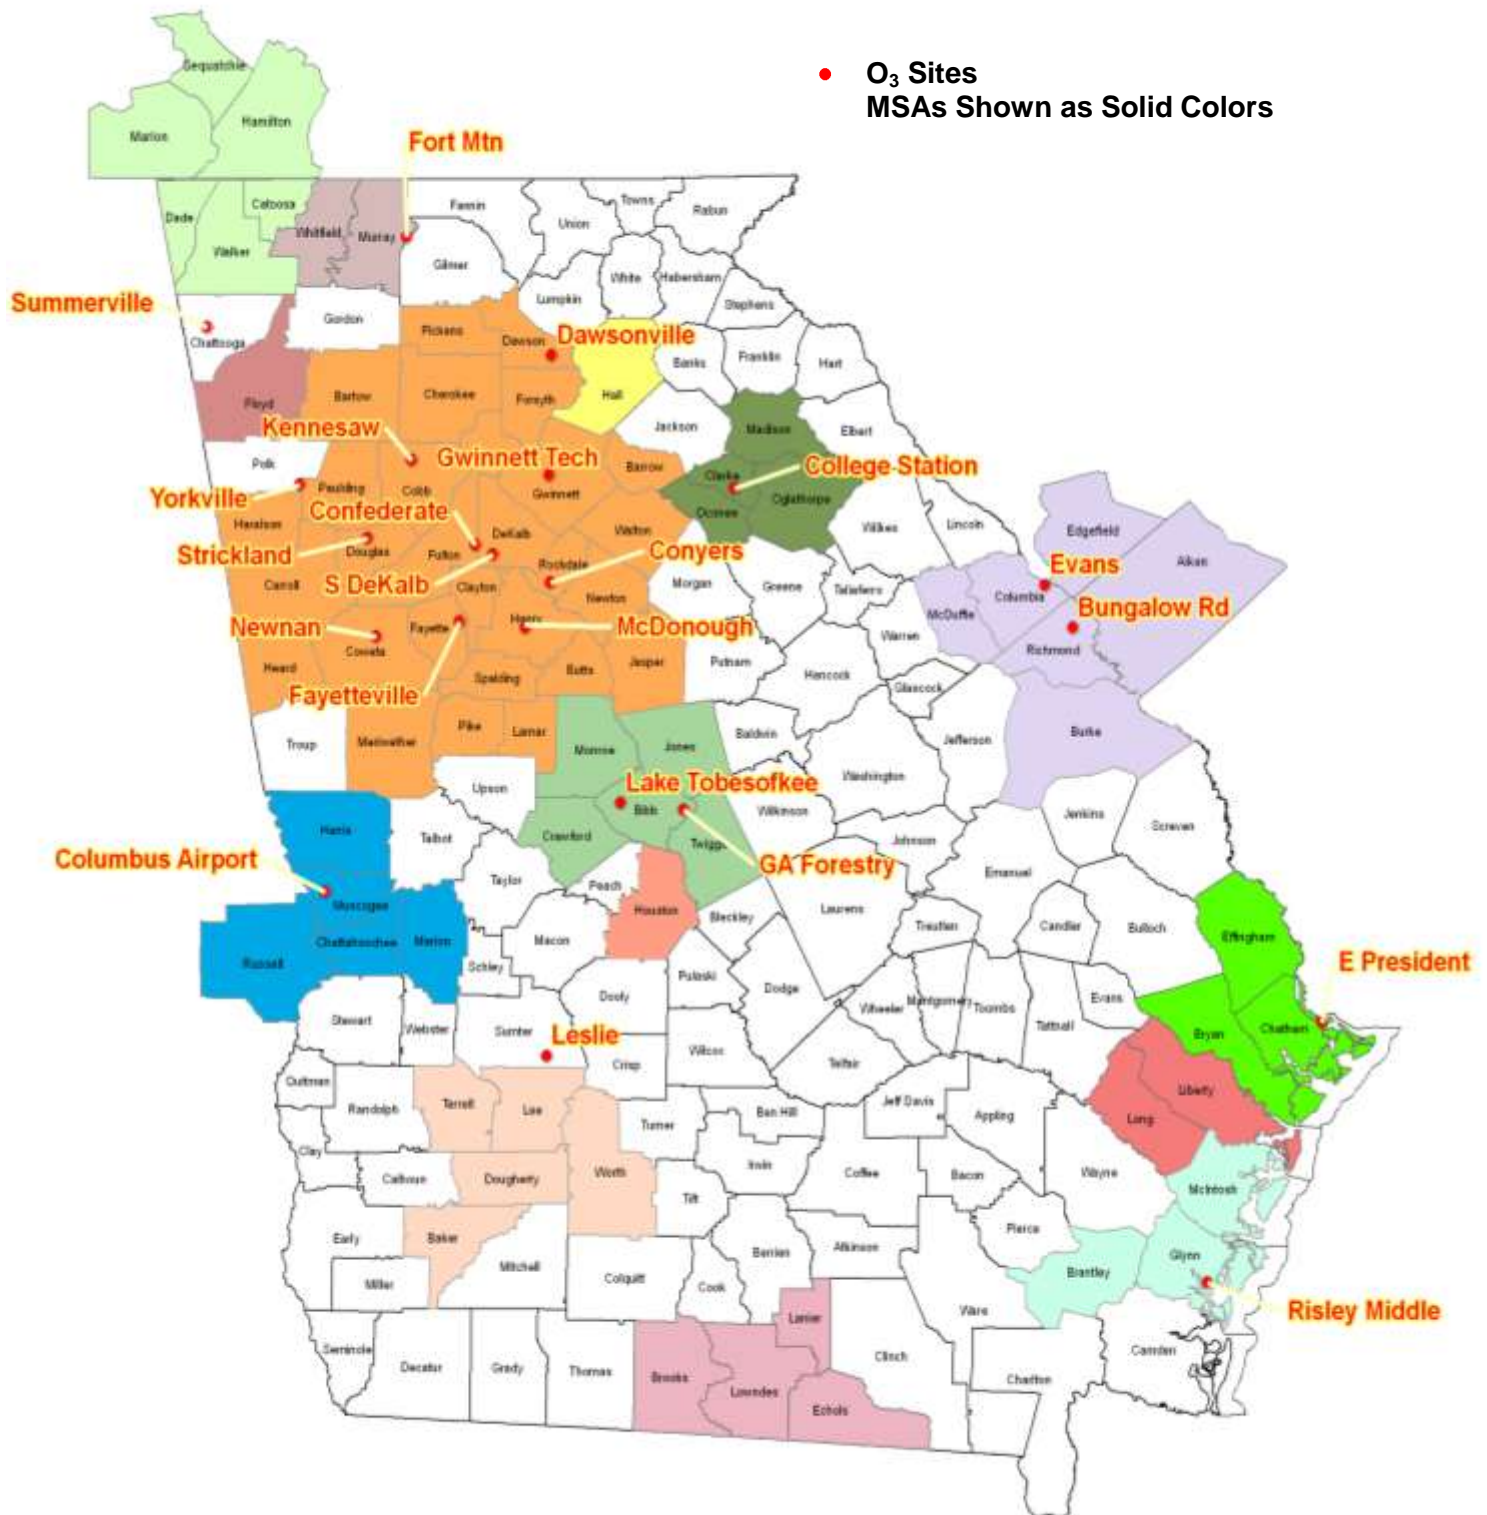 O₃ Sites
MSAs Shown as Solid Colors
Sequatchie
Marion
Hamilton
Fort Mtn
Dade
Catoosa
Walker
Whitfield
Murray
Fannin
Union
Towns
Rabun
Gilmer
White
Habersham
Lumpkin
Stephens
Summerville
Chattooga
Gordon
Pickens
Dawson
Dawsonville
Banks
Franklin
Hart
Floyd
Bartow
Cherokee
Forsyth
Hall
Jackson
Madison
Elbert
Kennesaw
Polk
Gwinnett Tech
Barrow
Clarke
College Station
Yorkville
Paulding
Cobb
Gwinnett
Oconee
Oglethorpe
Confederate
Haralson
DeKalb
Walton
Wilkes
Lincoln
Edgefield
Aiken
Strickland
Douglas
Fulton
Rockdale
Conyers
Evans
Carroll
S DeKalb
Clayton
Newton
Morgan
Greene
Taliaferro
McDuffie
Columbia
Bungalow Rd
Newnan
Fayette
Henry
McDonough
Warren
Richmond
Coweta
Heard
Spalding
Butts
Jasper
Putnam
Hancock
Glascock
Fayetteville
Troup
Meriwether
Pike
Lamar
Monroe
Jones
Baldwin
Jefferson
Burke
Upson
Lake Tobesofkee
Washington
Bibb
Wilkinson
Jenkins
Screven
Harris
Talbot
Crawford
Twiggs
Johnson
Columbus Airport
GA Forestry
Taylor
Peach
Emanuel
Muscogee
Houston
Bleckley
Laurens
Treutlen
Candler
Bulloch
Effingham
Chattahoochee
Marion
Macon
Russell
Schley
Pulaski
Dodge
E President
Dooly
Wheeler
Montgomery
Toombs
Evans
Stewart
Webster
Sumter
Leslie
Tattnall
Bryan
Chatham
Wilcox
Crisp
Telfair
Quitman
Randolph
Terrell
Lee
Turner
Ben Hill
Jeff Davis
Appling
Long
Liberty
Clay
Calhoun
Dougherty
Worth
Irwin
Coffee
Bacon
Wayne
McIntosh
Tift
Early
Baker
Mitchell
Berrien
Atkinson
Pierce
Brantley
Glynn
Miller
Colquitt
Cook
Lanier
Ware
Risley Middle
Seminole
Decatur
Grady
Thomas
Brooks
Lowndes
Echols
Clinch
Charlton
Camden